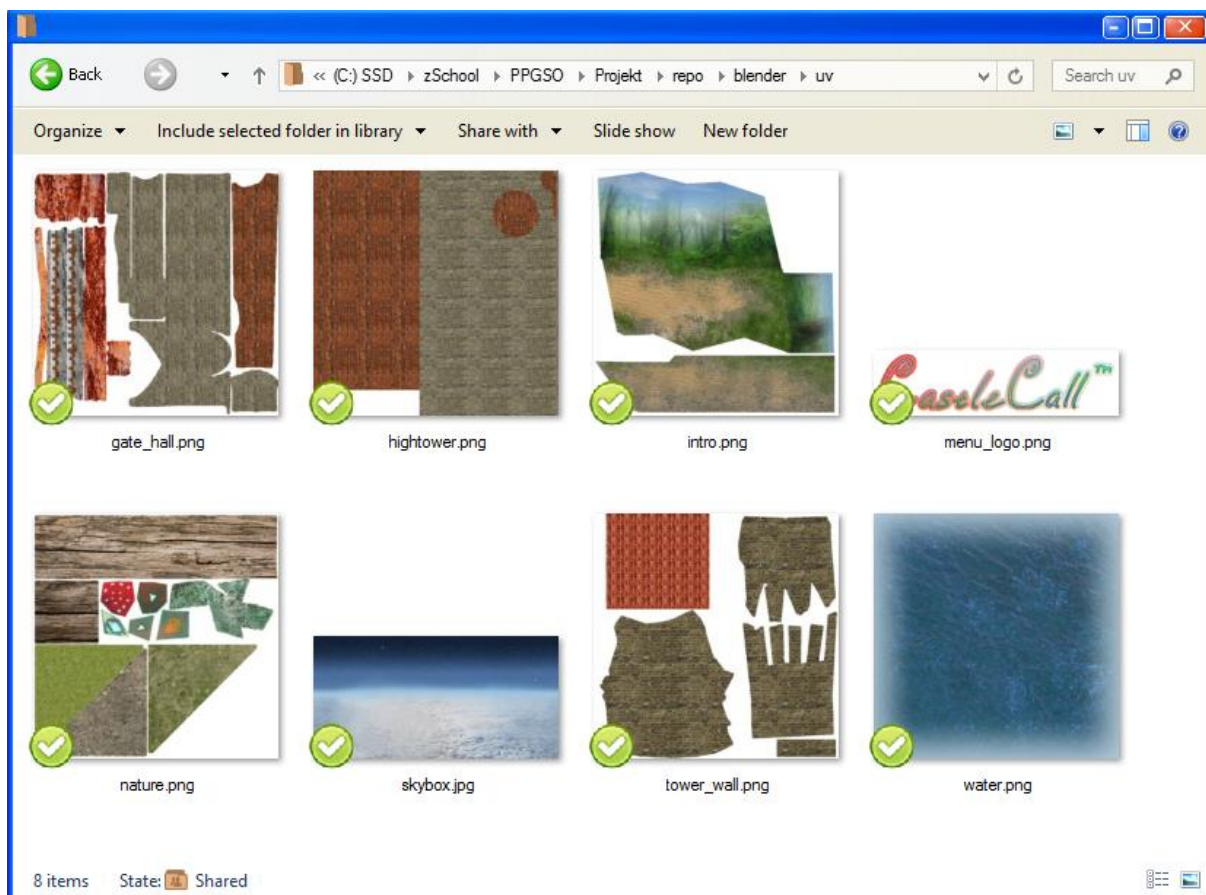 Back
« (C:) SSD ▸ zSchool ▸ PPGSO ▸ Projekt ▸ repo ▸ blender ▸ uv
Search uv
Organize Include selected folder in library Share with Slide show New folder
CaseleCall™
gate_hall.png hightower.png intro.png menu_logo.png
nature.png skybox.jpg tower_wall.png water.png
8 items State: Shared